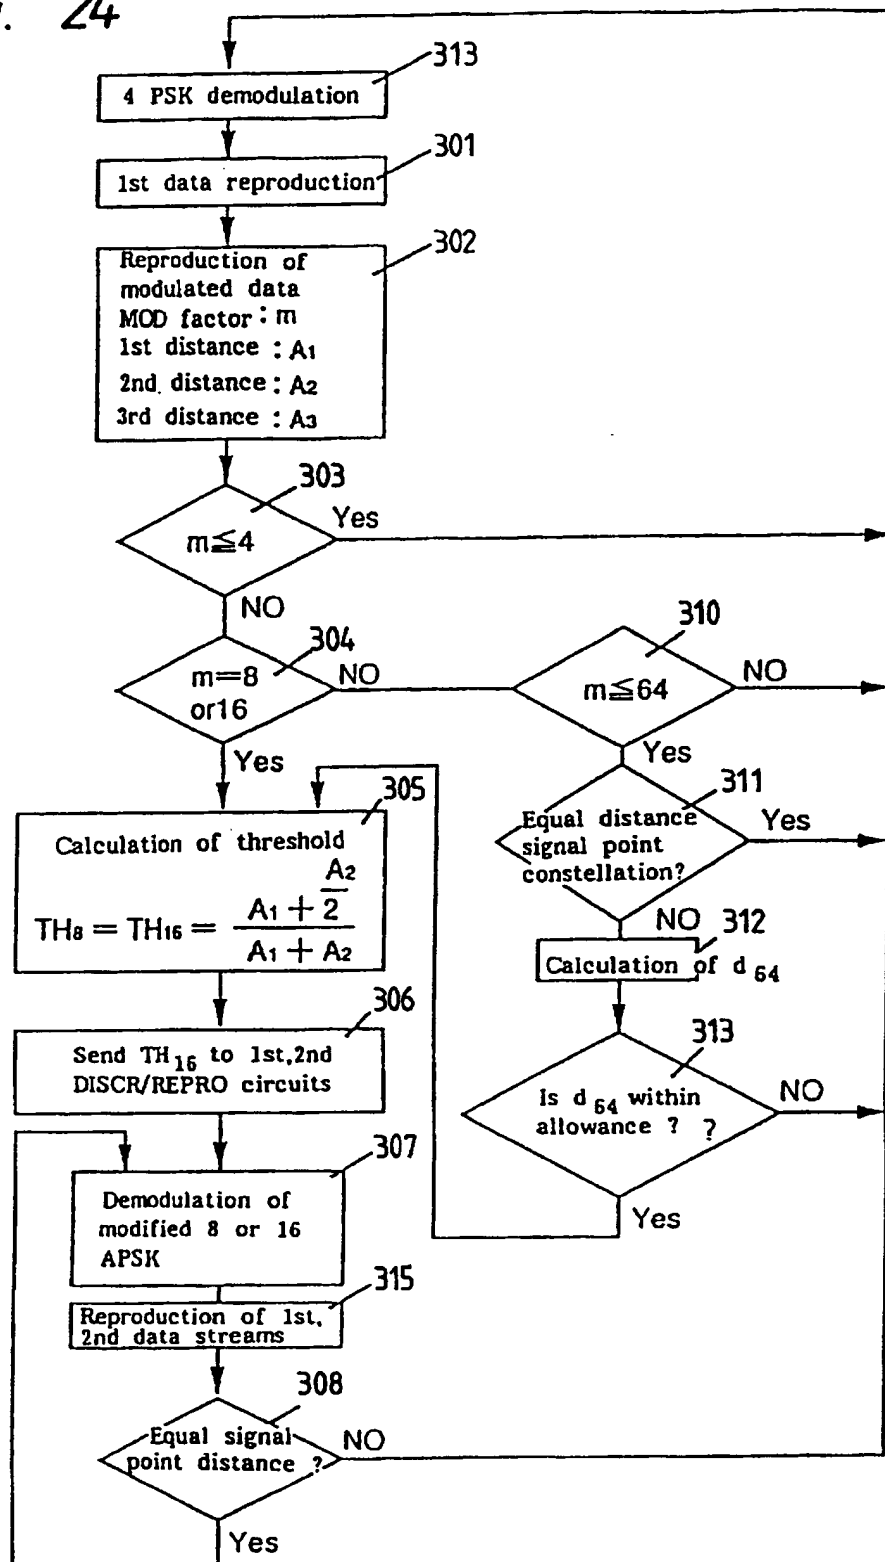 24
313
4 PSK demodulation
301
1st data reproduction
302
Reproduction of
modulated data
MOD factor : m
1st distance : A1
2nd. distance : A2
3rd distance : A3
303
m≦4
Yes
NO
304
m=8
or16
NO
Yes
310
m≦64
NO
Yes
311
Equal distance
signal point
constellation?
Yes
NO
312
Calculation of d 64
313
Is d 64 within
allowance ? ?
NO
Yes
305
Calculation of threshold
TH8 = TH16 = (A1 + A2/2) / (A1 + A2)
306
Send TH16 to 1st,2nd
DISCR/REPRO circuits
307
Demodulation of
modified 8 or 16
APSK
315
Reproduction of 1st,
2nd data streams
308
Equal signal
point distance ?
NO
Yes